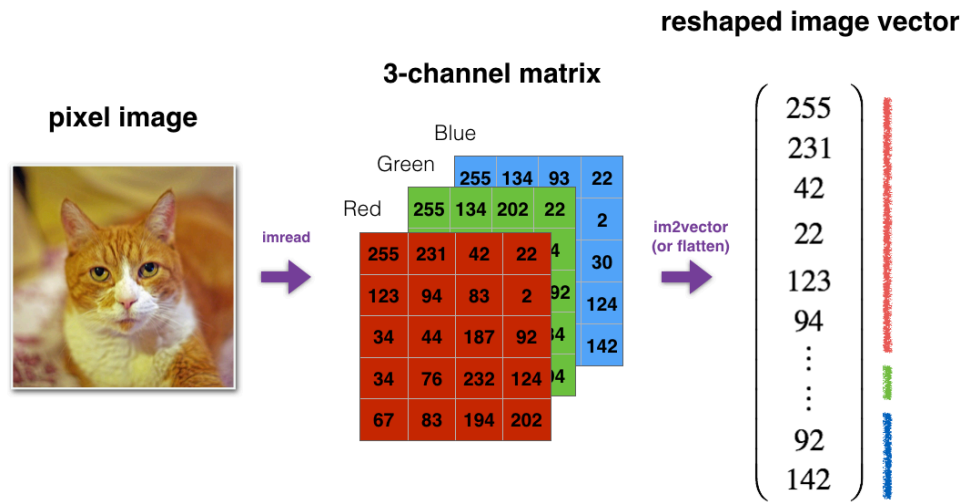 reshaped image vector
3-channel matrix
pixel image
Blue
Green
Red
imread
im2vector
(or flatten)
255 134 93 22
2
30
124
142
255 134 202 22
255 231 42 22
123 94 83 2
34 44 187 92
34 76 232 124
67 83 194 202
255
231
42
22
123
94
92
142